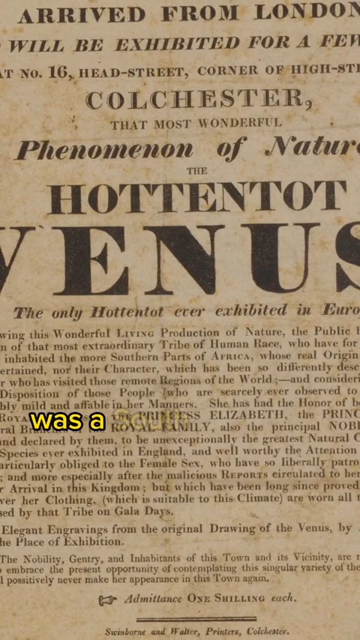 ARRIVED FROM LONDON
WILL BE EXHIBITED FOR A FEW
AT No. 16, HEAD-STREET, CORNER OF HIGH-ST
COLCHESTER,
THAT MOST WONDERFUL
Phenomenon of Natur
THE
HOTTENTOT
VENUS
The only Hottentot ever exhibited in Euro
wing this Wonderful LIVING Production of Nature, the Public
n of that most extraordinary Tribe of Human Race, who have for
inhabited the more Southern Parts of AFRICA, whose real Origin
ertained, nor their Character, which has been so differently desc
r who has visited those remote Regions of the World;—and consider
Disposition of those People who are scarcely ever observed to
bly mild and affable in her Manners. She has had the Honor of b
ROYAL PRINCESS ELIZABETH, the PRINC
ral also the principal NOBI
was a
and declared by them, to be unexceptionally the greatest Natural C
Species ever exhibited in England, and well worthy the Attention
articularly obliged to the Female Sex, who have so liberally patro
; and more especially after the malicious REPORTS circulated to her
r Arrival in this Kingdom; but which have been long since proved
ver her Clothing, (which is suitable to this Climate) are worn all t
sed by that Tribe on Gala Days.
Elegant Engravings from the original Drawing of the Venus, by
he Place of Exhibition.
The Nobility, Gentry, and Inhabitants of this Town and its Vicinity, are r
o embrace the present opportunity of contemplating this singular variety of the
l possitively never make her appearance in this Town again.
☞ Admittance ONE SHILLING each.
Swinborne and Walter, Printers, Colchester.